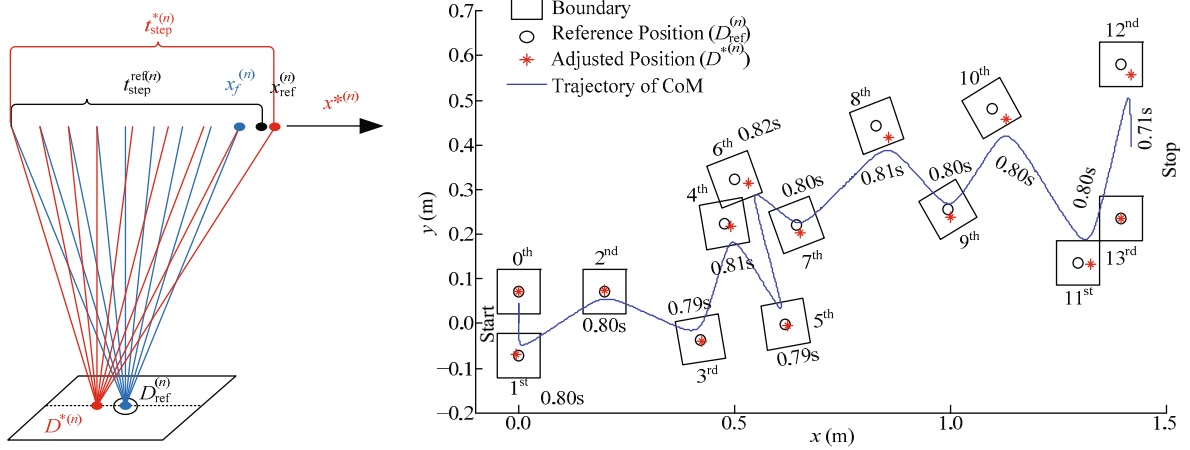 t*(n)step
tref(n)step
xf(n)
xref(n)
x*(n)
Dref(n)
D*(n)
Boundary
Reference Position (Dref(n))
Adjusted Position (D*(n))
Trajectory of CoM
0.7
0.6
0.5
0.4
0.3
0.2
0.1
0.0
−0.1
−0.2
y (m)
0.0
0.5
1.0
1.5
x (m)
Start
0th
1st
0.80s
2nd
0.80s
0.79s
3rd
4th
0.81s
5th
0.79s
6th
0.82s
0.80s
7th
8th
0.81s
0.80s
9th
10th
0.80s
11st
0.80s
12nd
0.71s
13rd
Stop